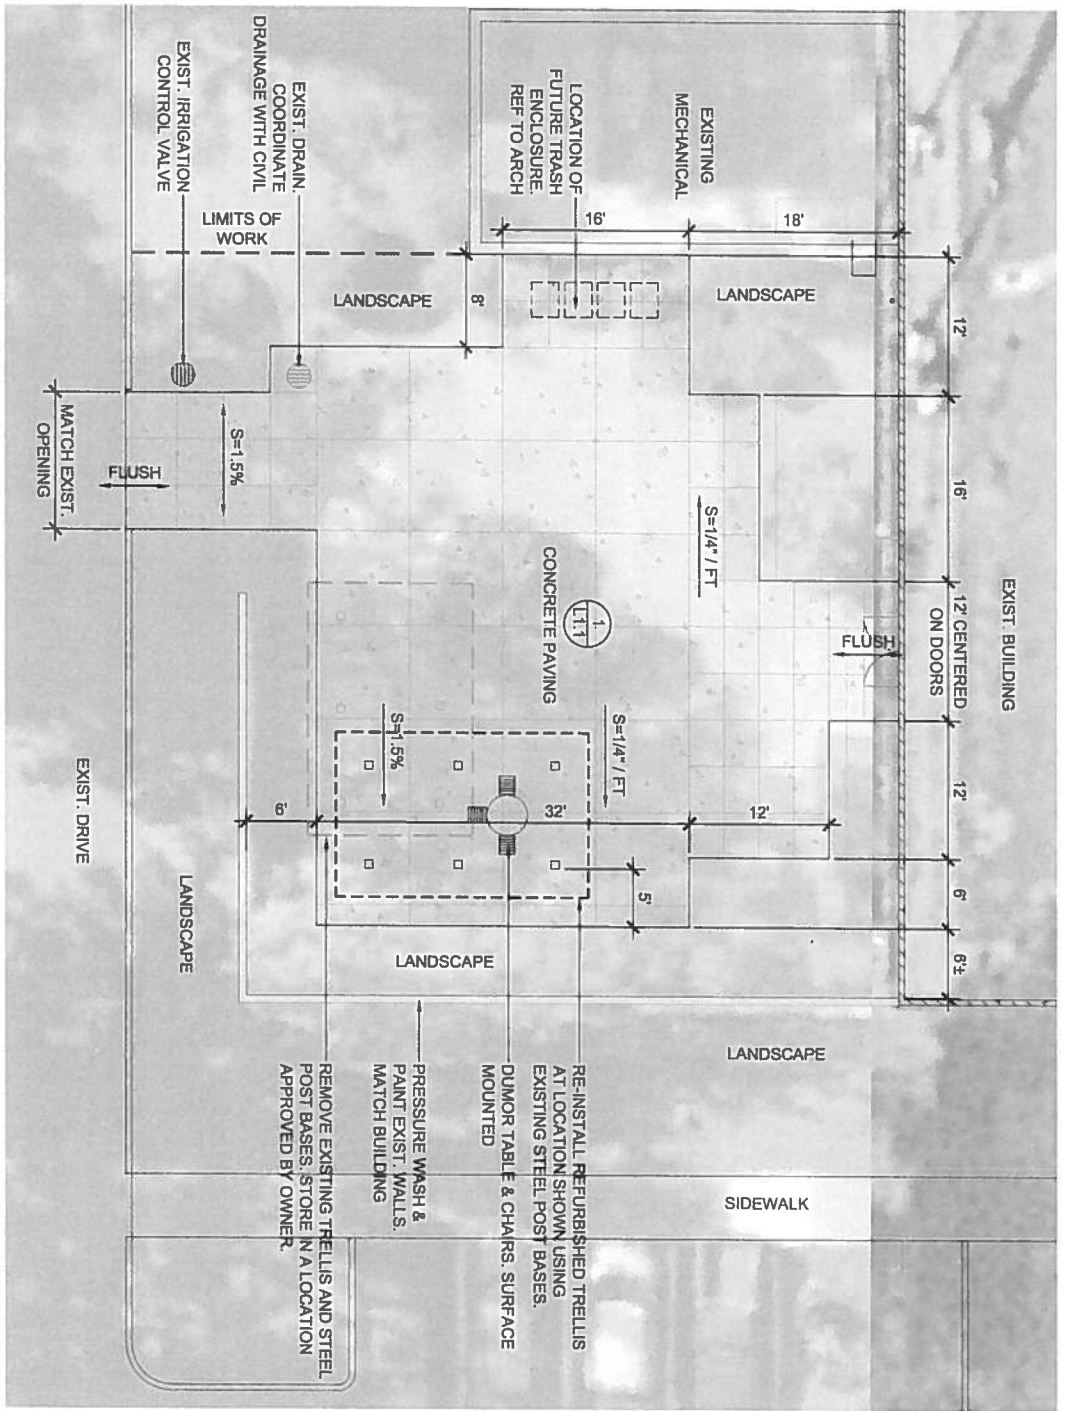 EXIST. BUILDING
12'
16'
12' CENTERED
ON DOORS
12'
6'
6'±
FLUSH
EXISTING
MECHANICAL
18'
16'
LOCATION OF
FUTURE TRASH
ENCLOSURE.
REF TO ARCH
LANDSCAPE
S=1/4" / FT
12'
LANDSCAPE
SIDEWALK
CONCRETE PAVING
1
L1.1
S=1/4" / FT
32'
5'
RE-INSTALL REFURBISHED TRELLIS
AT LOCATION SHOWN USING
EXISTING STEEL POST BASES.
DUMOR TABLE & CHAIRS. SURFACE
MOUNTED
LANDSCAPE
PRESSURE WASH &
PAINT EXIST. WALLS.
MATCH BUILDING
8'
LANDSCAPE
S=1.5%
6'
REMOVE EXISTING TRELLIS AND STEEL
POST BASES. STORE IN A LOCATION
APPROVED BY OWNER.
EXIST. DRAIN.
COORDINATE
DRAINAGE WITH CIVIL
LIMITS OF
WORK
EXIST. IRRIGATION
CONTROL VALVE
S=1.5%
LANDSCAPE
FLUSH
MATCH EXIST.
OPENING
EXIST. DRIVE